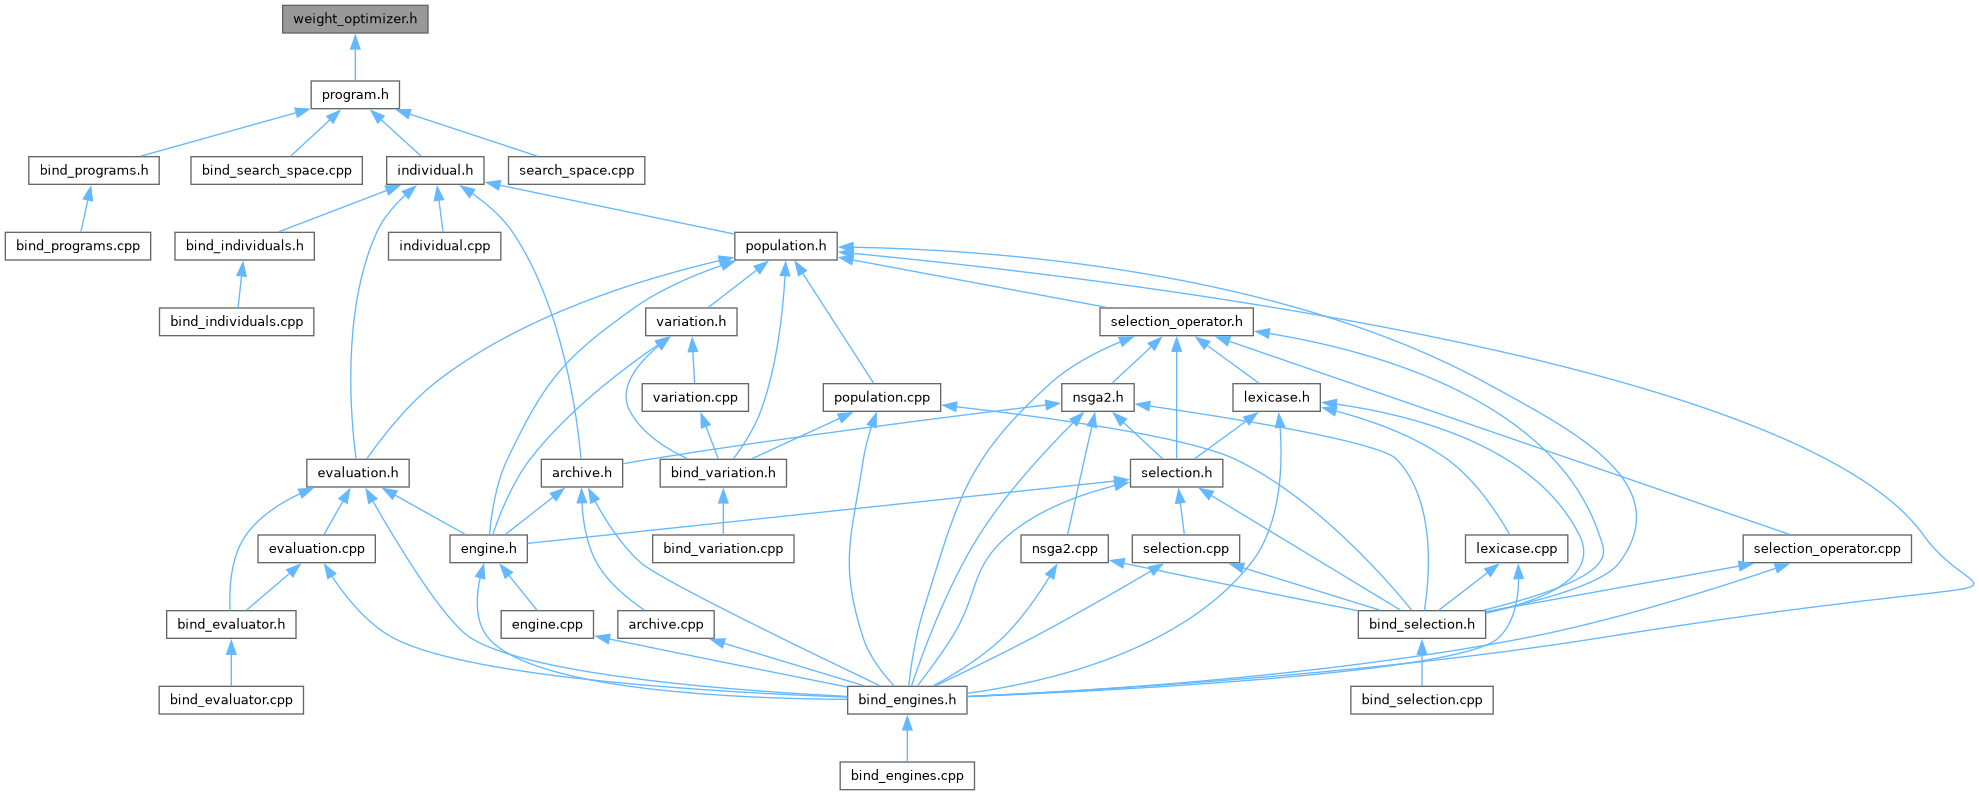 weight_optimizer.h
program.h
bind_programs.h
bind_search_space.cpp
individual.h
search_space.cpp
bind_programs.cpp
bind_individuals.h
individual.cpp
population.h
bind_individuals.cpp
variation.h
selection_operator.h
variation.cpp
population.cpp
nsga2.h
lexicase.h
evaluation.h
archive.h
bind_variation.h
selection.h
evaluation.cpp
engine.h
bind_variation.cpp
nsga2.cpp
selection.cpp
lexicase.cpp
selection_operator.cpp
bind_evaluator.h
engine.cpp
archive.cpp
bind_selection.h
bind_evaluator.cpp
bind_engines.h
bind_selection.cpp
bind_engines.cpp